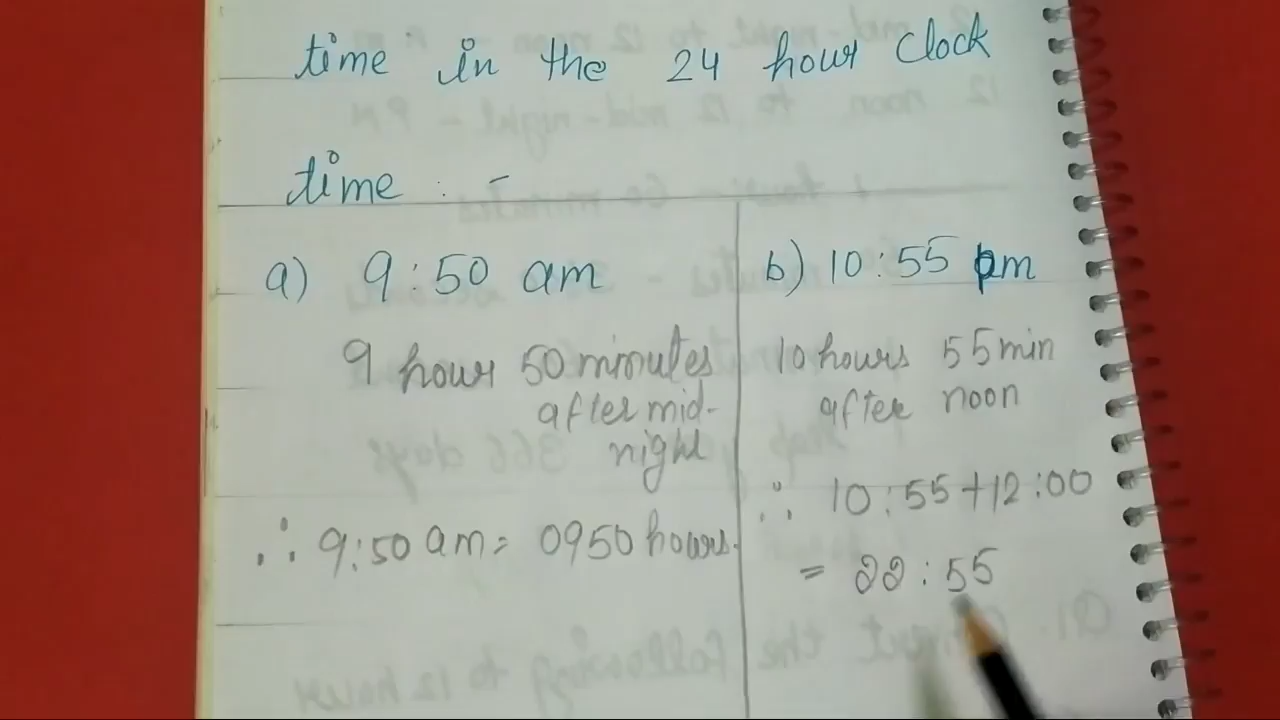 time in the 24 hour Clock
time : -
a) 9:50 am
9 hour 50 minutes
after mid-
night
∴ 9:50 am = 0950 hours.
b) 10:55 pm
10 hours 55 min
after noon
∴ 10:55+12:00
= 22:55